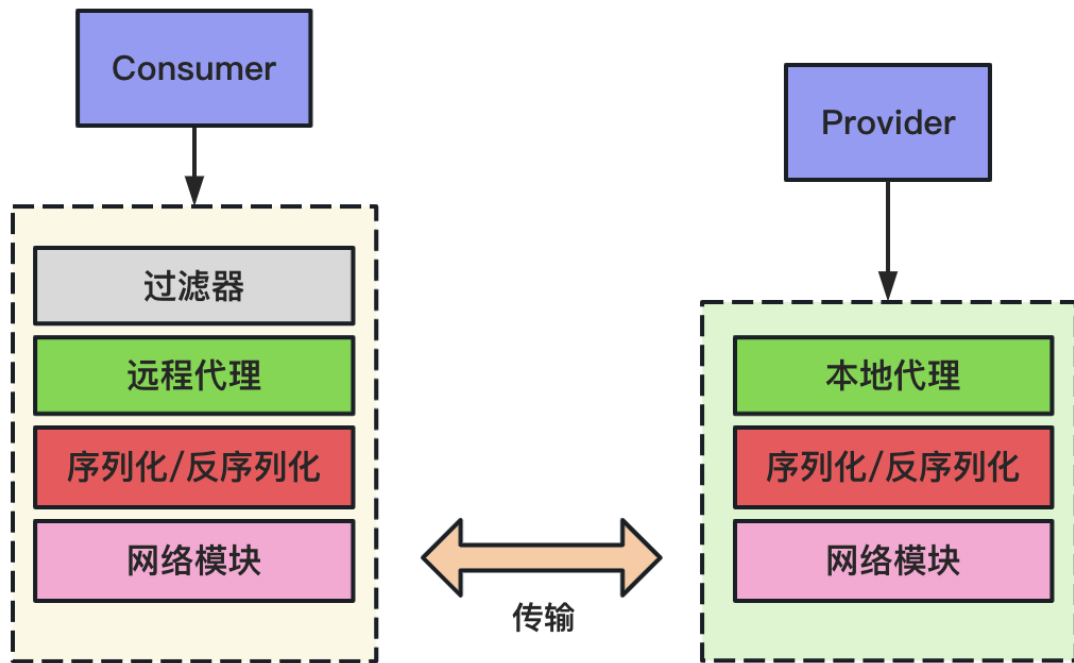 Consumer
过滤器
远程代理
序列化/反序列化
网络模块
传输
Provider
本地代理
序列化/反序列化
网络模块